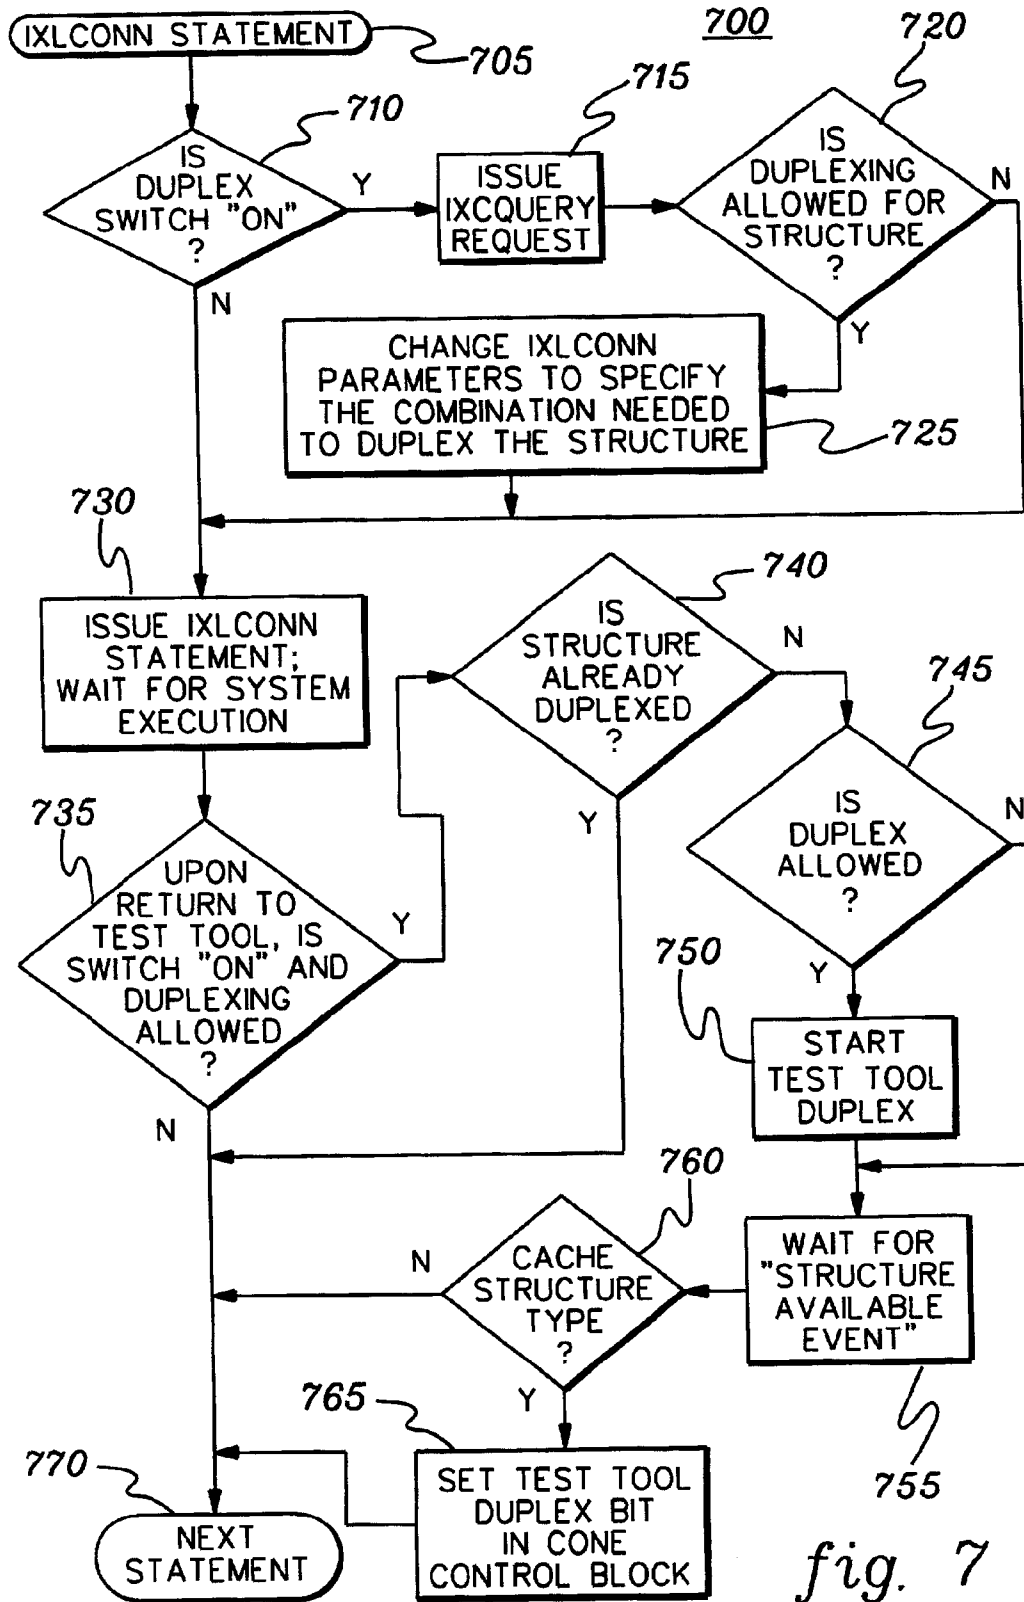 IXLCONN STATEMENT
705
700
710
IS
DUPLEX
SWITCH "ON"
?
Y
N
715
ISSUE
IXCQUERY
REQUEST
720
IS
DUPLEXING
ALLOWED FOR
STRUCTURE
?
N
Y
CHANGE IXLCONN
PARAMETERS TO SPECIFY
THE COMBINATION NEEDED
TO DUPLEX THE STRUCTURE
725
730
ISSUE IXLCONN
STATEMENT;
WAIT FOR SYSTEM
EXECUTION
735
UPON
RETURN TO
TEST TOOL, IS
SWITCH "ON" AND
DUPLEXING
ALLOWED
?
Y
N
740
IS
STRUCTURE
ALREADY
DUPLEXED
?
N
Y
745
IS
DUPLEX
ALLOWED
?
N
Y
750
START
TEST TOOL
DUPLEX
WAIT FOR
"STRUCTURE
AVAILABLE
EVENT"
755
760
CACHE
STRUCTURE
TYPE
?
N
Y
765
SET TEST TOOL
DUPLEX BIT
IN CONE
CONTROL BLOCK
770
NEXT
STATEMENT
fig. 7